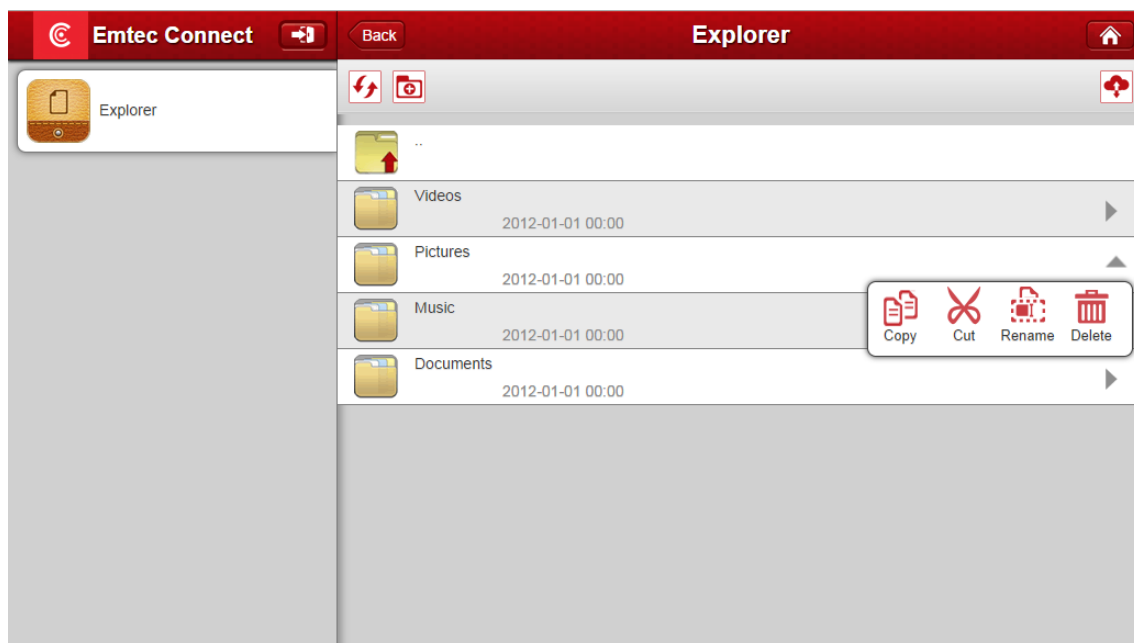 Emtec Connect
Back
Explorer
Explorer
..
Videos
2012-01-01 00:00
Pictures
2012-01-01 00:00
Music
2012-01-01 00:00
Copy Cut Rename Delete
Documents
2012-01-01 00:00